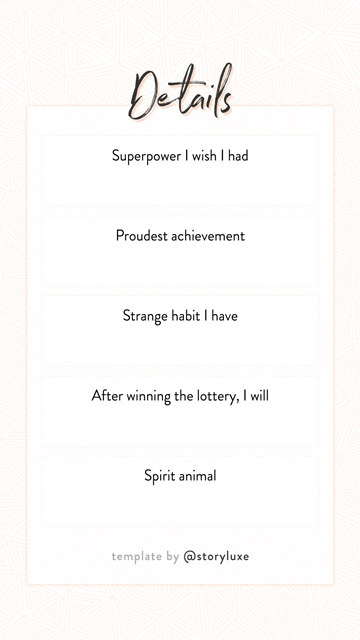 Details
Superpower I wish I had
Proudest achievement
Strange habit I have
After winning the lottery, I will
Spirit animal
template by @storyluxe